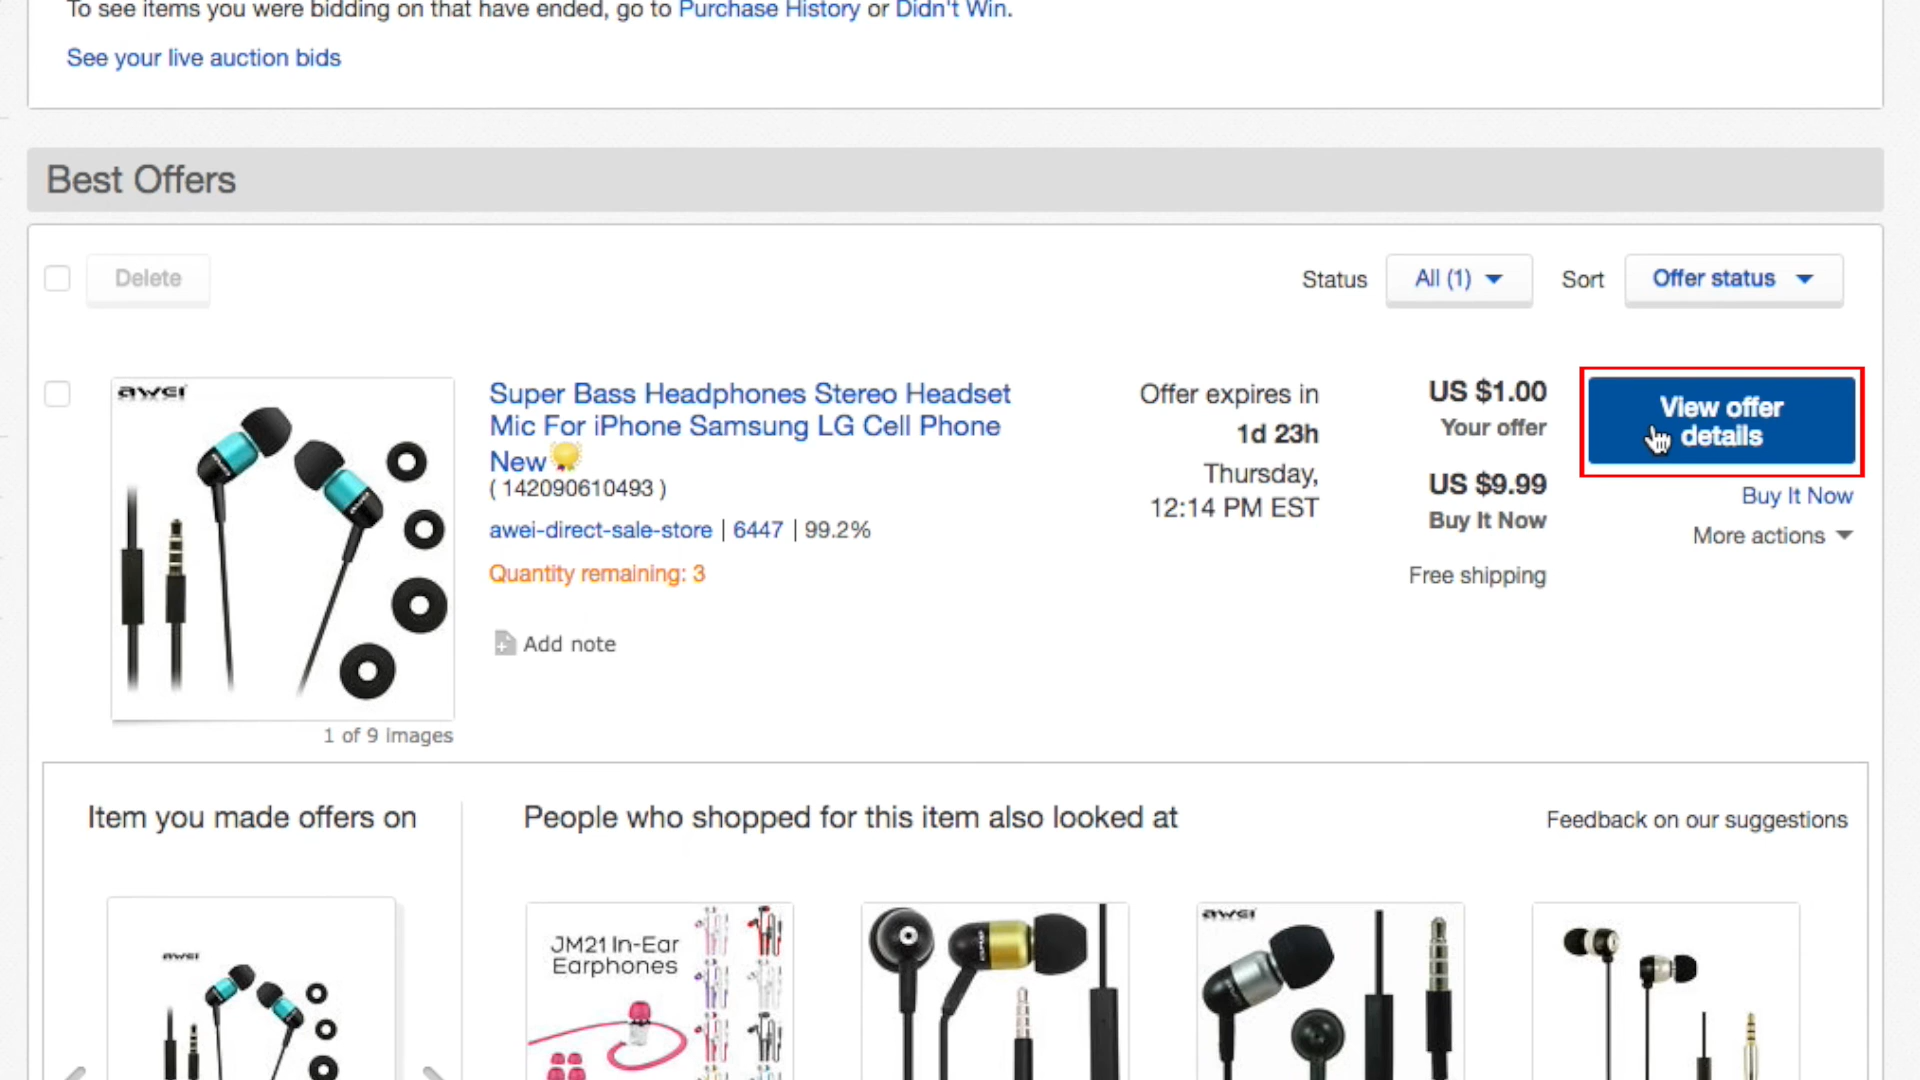 To see items you were bidding on that have ended, go to Purchase History or Didn't Win.
See your live auction bids
Best Offers
Delete
Status
All (1)
Sort
Offer status
AWEI
Super Bass Headphones Stereo Headset
Mic For iPhone Samsung LG Cell Phone
New
( 142090610493 )
awei-direct-sale-store | 6447 | 99.2%
Quantity remaining: 3
Add note
1 of 9 images
Offer expires in
1d 23h
Thursday,
12:14 PM EST
US $1.00
Your offer
US $9.99
Buy It Now
Free shipping
View offer
details
Buy It Now
More actions
Item you made offers on
People who shopped for this item also looked at
Feedback on our suggestions
AWEI
JM21 In-Ear
Earphones
AWEI